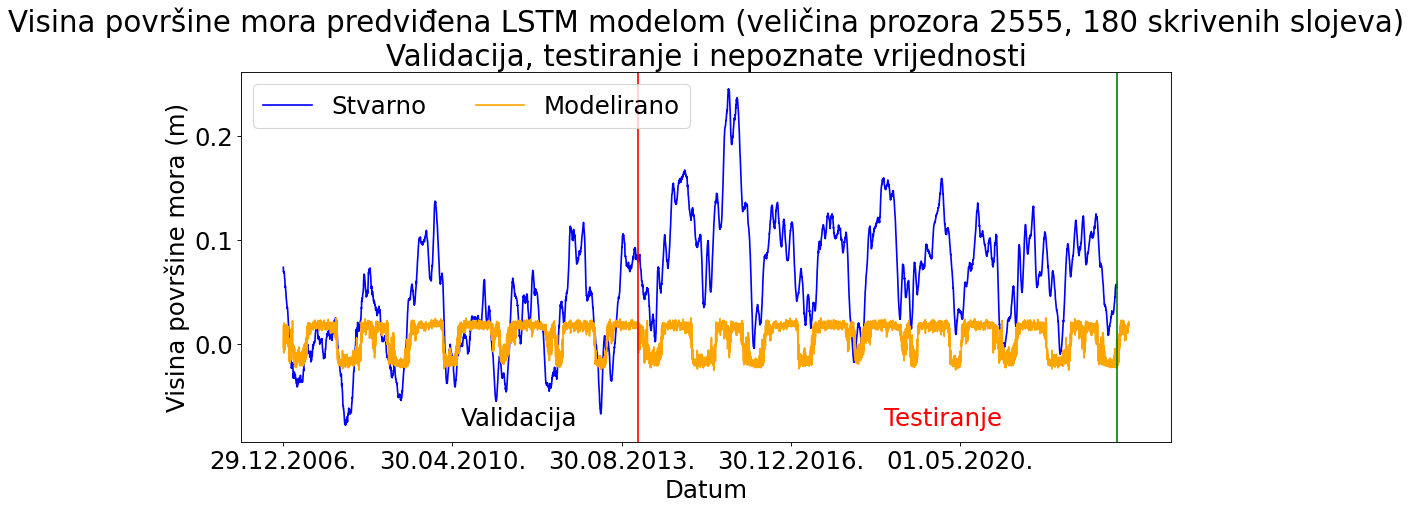 Visina površine mora predviđena LSTM modelom (veličina prozora 2555, 180 skrivenih slojeva)
Validacija, testiranje i nepoznate vrijednosti
Stvarno
Modelirano
Visina površine mora (m)
0.2
0.1
0.0
Validacija
Testiranje
29.12.2006.
30.04.2010.
30.08.2013.
30.12.2016.
01.05.2020.
Datum